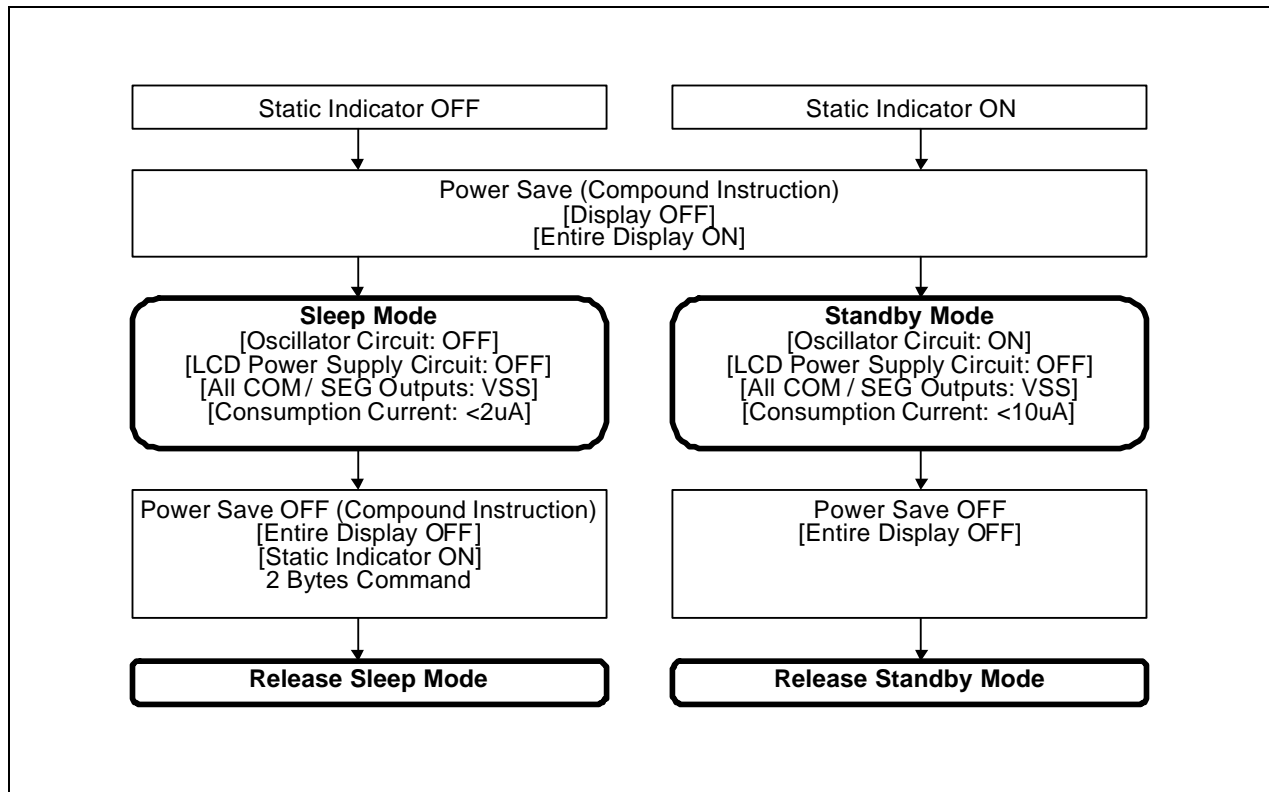 Static Indicator OFF
Static Indicator ON
Power Save (Compound Instruction)
[Display OFF]
[Entire Display ON]
Sleep Mode
[Oscillator Circuit: OFF]
[LCD Power Supply Circuit: OFF]
[All COM / SEG Outputs: VSS]
[Consumption Current: <2uA]
Standby Mode
[Oscillator Circuit: ON]
[LCD Power Supply Circuit: OFF]
[All COM / SEG Outputs: VSS]
[Consumption Current: <10uA]
Power Save OFF (Compound Instruction)
[Entire Display OFF]
[Static Indicator ON]
2 Bytes Command
Power Save OFF
[Entire Display OFF]
Release Sleep Mode
Release Standby Mode